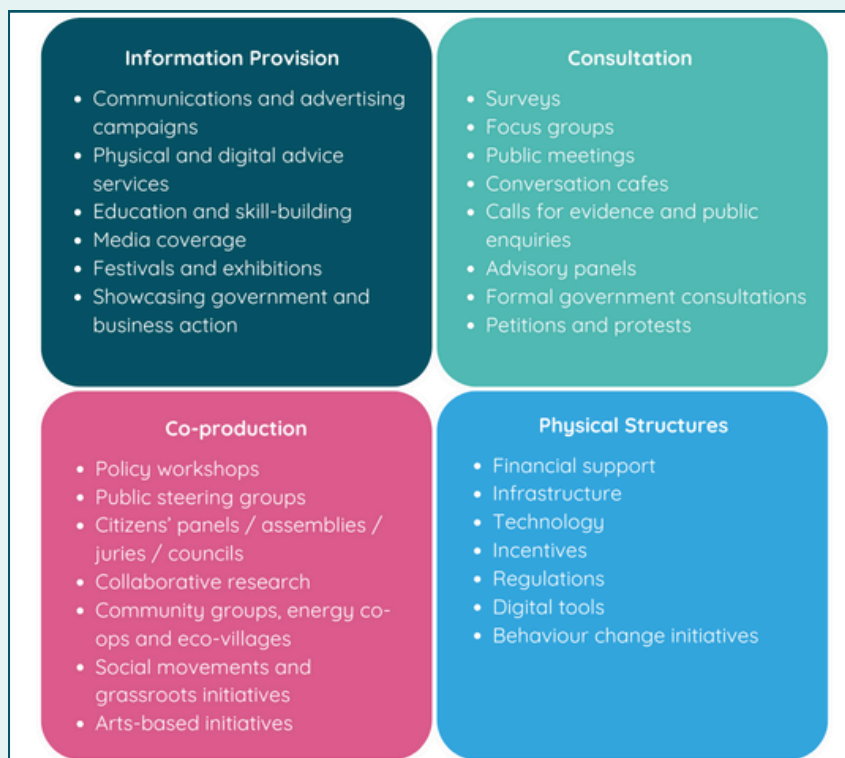 Information Provision
• Communications and advertising
campaigns
• Physical and digital advice
services
• Education and skill-building
• Media coverage
• Festivals and exhibitions
• Showcasing government and
business action
Consultation
• Surveys
• Focus groups
• Public meetings
• Conversation cafes
• Calls for evidence and public
enquiries
• Advisory panels
• Formal government consultations
• Petitions and protests
Co-production
• Policy workshops
• Public steering groups
• Citizens' panels / assemblies /
juries / councils
• Collaborative research
• Community groups, energy co-
ops and eco-villages
• Social movements and
grassroots initiatives
• Arts-based initiatives
Physical Structures
• Financial support
• Infrastructure
• Technology
• Incentives
• Regulations
• Digital tools
• Behaviour change initiatives